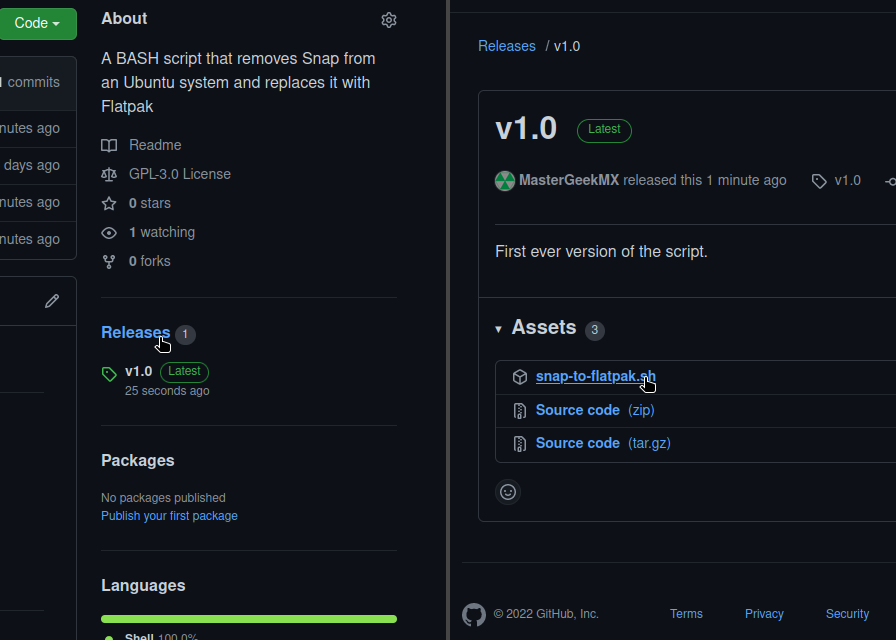 Code
commits
nutes ago
days ago
nutes ago
nutes ago
About
A BASH script that removes Snap from
an Ubuntu system and replaces it with
Flatpak
Readme
GPL-3.0 License
0 stars
1 watching
0 forks
Releases 1
v1.0 Latest
25 seconds ago
Packages
No packages published
Publish your first package
Languages
Shell 100.0%
Releases / v1.0
v1.0 Latest
MasterGeekMX released this 1 minute ago v1.0
First ever version of the script.
Assets 3
snap-to-flatpak.sh
Source code (zip)
Source code (tar.gz)
© 2022 GitHub, Inc. Terms Privacy Security